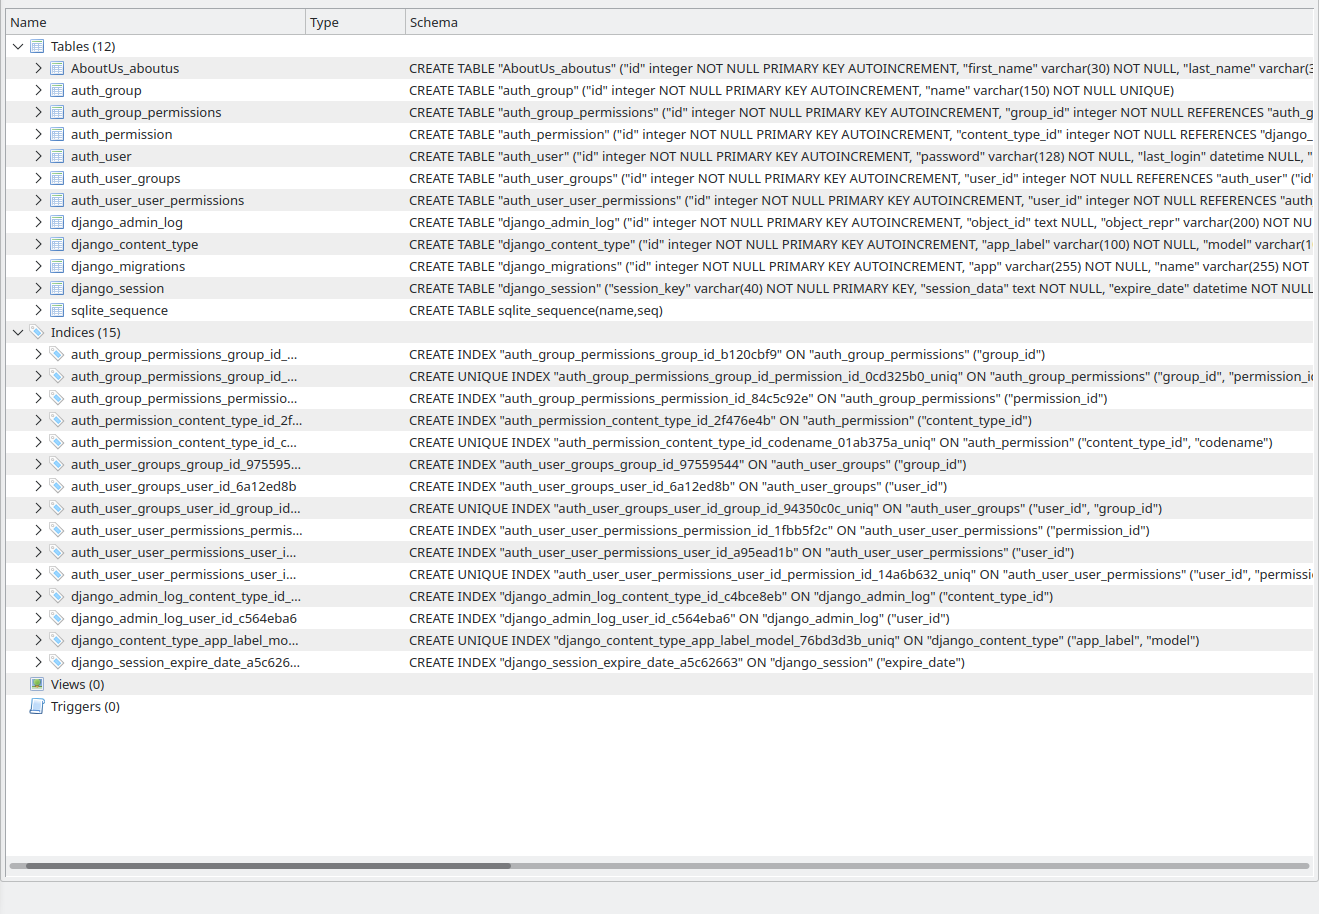 Name Type Schema
Tables (12)
AboutUs_aboutus CREATE TABLE "AboutUs_aboutus" ("id" integer NOT NULL PRIMARY KEY AUTOINCREMENT, "first_name" varchar(30) NOT NULL, "last_name" varchar(3
auth_group CREATE TABLE "auth_group" ("id" integer NOT NULL PRIMARY KEY AUTOINCREMENT, "name" varchar(150) NOT NULL UNIQUE)
auth_group_permissions CREATE TABLE "auth_group_permissions" ("id" integer NOT NULL PRIMARY KEY AUTOINCREMENT, "group_id" integer NOT NULL REFERENCES "auth_g
auth_permission CREATE TABLE "auth_permission" ("id" integer NOT NULL PRIMARY KEY AUTOINCREMENT, "content_type_id" integer NOT NULL REFERENCES "django_
auth_user CREATE TABLE "auth_user" ("id" integer NOT NULL PRIMARY KEY AUTOINCREMENT, "password" varchar(128) NOT NULL, "last_login" datetime NULL, "
auth_user_groups CREATE TABLE "auth_user_groups" ("id" integer NOT NULL PRIMARY KEY AUTOINCREMENT, "user_id" integer NOT NULL REFERENCES "auth_user" ("id"
auth_user_user_permissions CREATE TABLE "auth_user_user_permissions" ("id" integer NOT NULL PRIMARY KEY AUTOINCREMENT, "user_id" integer NOT NULL REFERENCES "auth
django_admin_log CREATE TABLE "django_admin_log" ("id" integer NOT NULL PRIMARY KEY AUTOINCREMENT, "object_id" text NULL, "object_repr" varchar(200) NOT NU
django_content_type CREATE TABLE "django_content_type" ("id" integer NOT NULL PRIMARY KEY AUTOINCREMENT, "app_label" varchar(100) NOT NULL, "model" varchar(1
django_migrations CREATE TABLE "django_migrations" ("id" integer NOT NULL PRIMARY KEY AUTOINCREMENT, "app" varchar(255) NOT NULL, "name" varchar(255) NOT
django_session CREATE TABLE "django_session" ("session_key" varchar(40) NOT NULL PRIMARY KEY, "session_data" text NOT NULL, "expire_date" datetime NOT NULL
sqlite_sequence CREATE TABLE sqlite_sequence(name,seq)
Indices (15)
auth_group_permissions_group_id_... CREATE INDEX "auth_group_permissions_group_id_b120cbf9" ON "auth_group_permissions" ("group_id")
auth_group_permissions_group_id_... CREATE UNIQUE INDEX "auth_group_permissions_group_id_permission_id_0cd325b0_uniq" ON "auth_group_permissions" ("group_id", "permission_id
auth_group_permissions_permissio... CREATE INDEX "auth_group_permissions_permission_id_84c5c92e" ON "auth_group_permissions" ("permission_id")
auth_permission_content_type_id_2f... CREATE INDEX "auth_permission_content_type_id_2f476e4b" ON "auth_permission" ("content_type_id")
auth_permission_content_type_id_c... CREATE UNIQUE INDEX "auth_permission_content_type_id_codename_01ab375a_uniq" ON "auth_permission" ("content_type_id", "codename")
auth_user_groups_group_id_975595... CREATE INDEX "auth_user_groups_group_id_97559544" ON "auth_user_groups" ("group_id")
auth_user_groups_user_id_6a12ed8b CREATE INDEX "auth_user_groups_user_id_6a12ed8b" ON "auth_user_groups" ("user_id")
auth_user_groups_user_id_group_id... CREATE UNIQUE INDEX "auth_user_groups_user_id_group_id_94350c0c_uniq" ON "auth_user_groups" ("user_id", "group_id")
auth_user_user_permissions_permis... CREATE INDEX "auth_user_user_permissions_permission_id_1fbb5f2c" ON "auth_user_user_permissions" ("permission_id")
auth_user_user_permissions_user_i... CREATE INDEX "auth_user_user_permissions_user_id_a95ead1b" ON "auth_user_user_permissions" ("user_id")
auth_user_user_permissions_user_i... CREATE UNIQUE INDEX "auth_user_user_permissions_user_id_permission_id_14a6b632_uniq" ON "auth_user_user_permissions" ("user_id", "permissi
django_admin_log_content_type_id_... CREATE INDEX "django_admin_log_content_type_id_c4bce8eb" ON "django_admin_log" ("content_type_id")
django_admin_log_user_id_c564eba6 CREATE INDEX "django_admin_log_user_id_c564eba6" ON "django_admin_log" ("user_id")
django_content_type_app_label_mo... CREATE UNIQUE INDEX "django_content_type_app_label_model_76bd3d3b_uniq" ON "django_content_type" ("app_label", "model")
django_session_expire_date_a5c626... CREATE INDEX "django_session_expire_date_a5c62663" ON "django_session" ("expire_date")
Views (0)
Triggers (0)